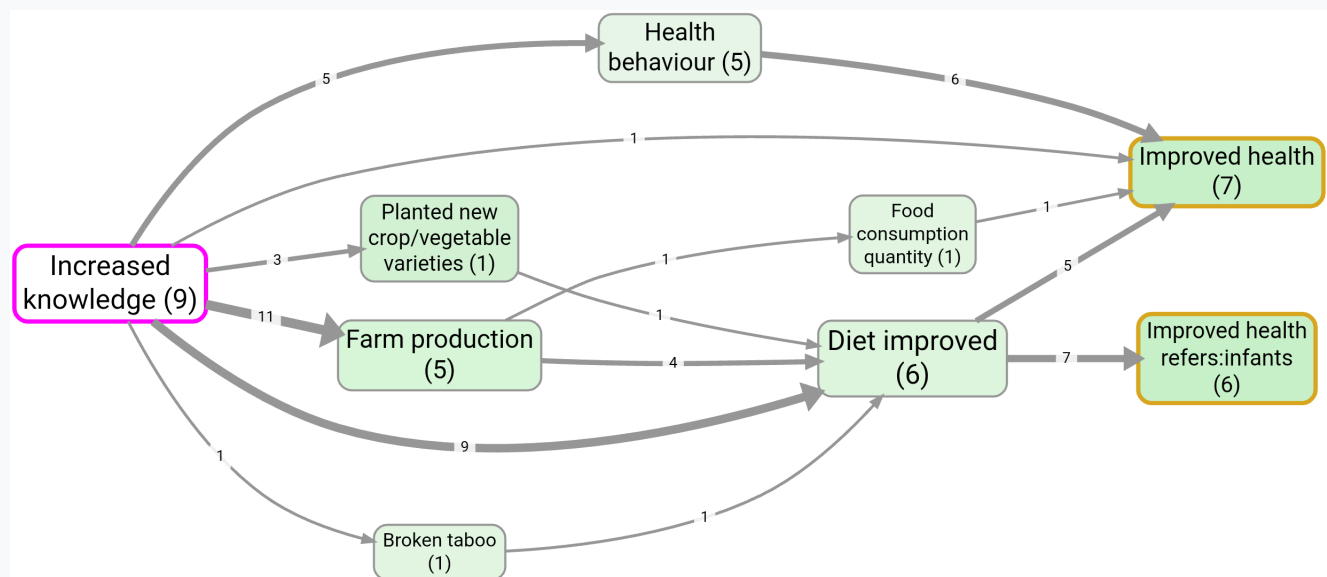 Health
behaviour (5)
5
6
1
Improved health
(7)
Planted new
crop/vegetable
varieties (1)
Food
consumption
quantity (1)
1
Increased
knowledge (9)
3
1
5
11
1
Farm production
(5)
Diet improved
(6)
Improved health
refers:infants
(6)
4
7
9
1
1
Broken taboo
(1)